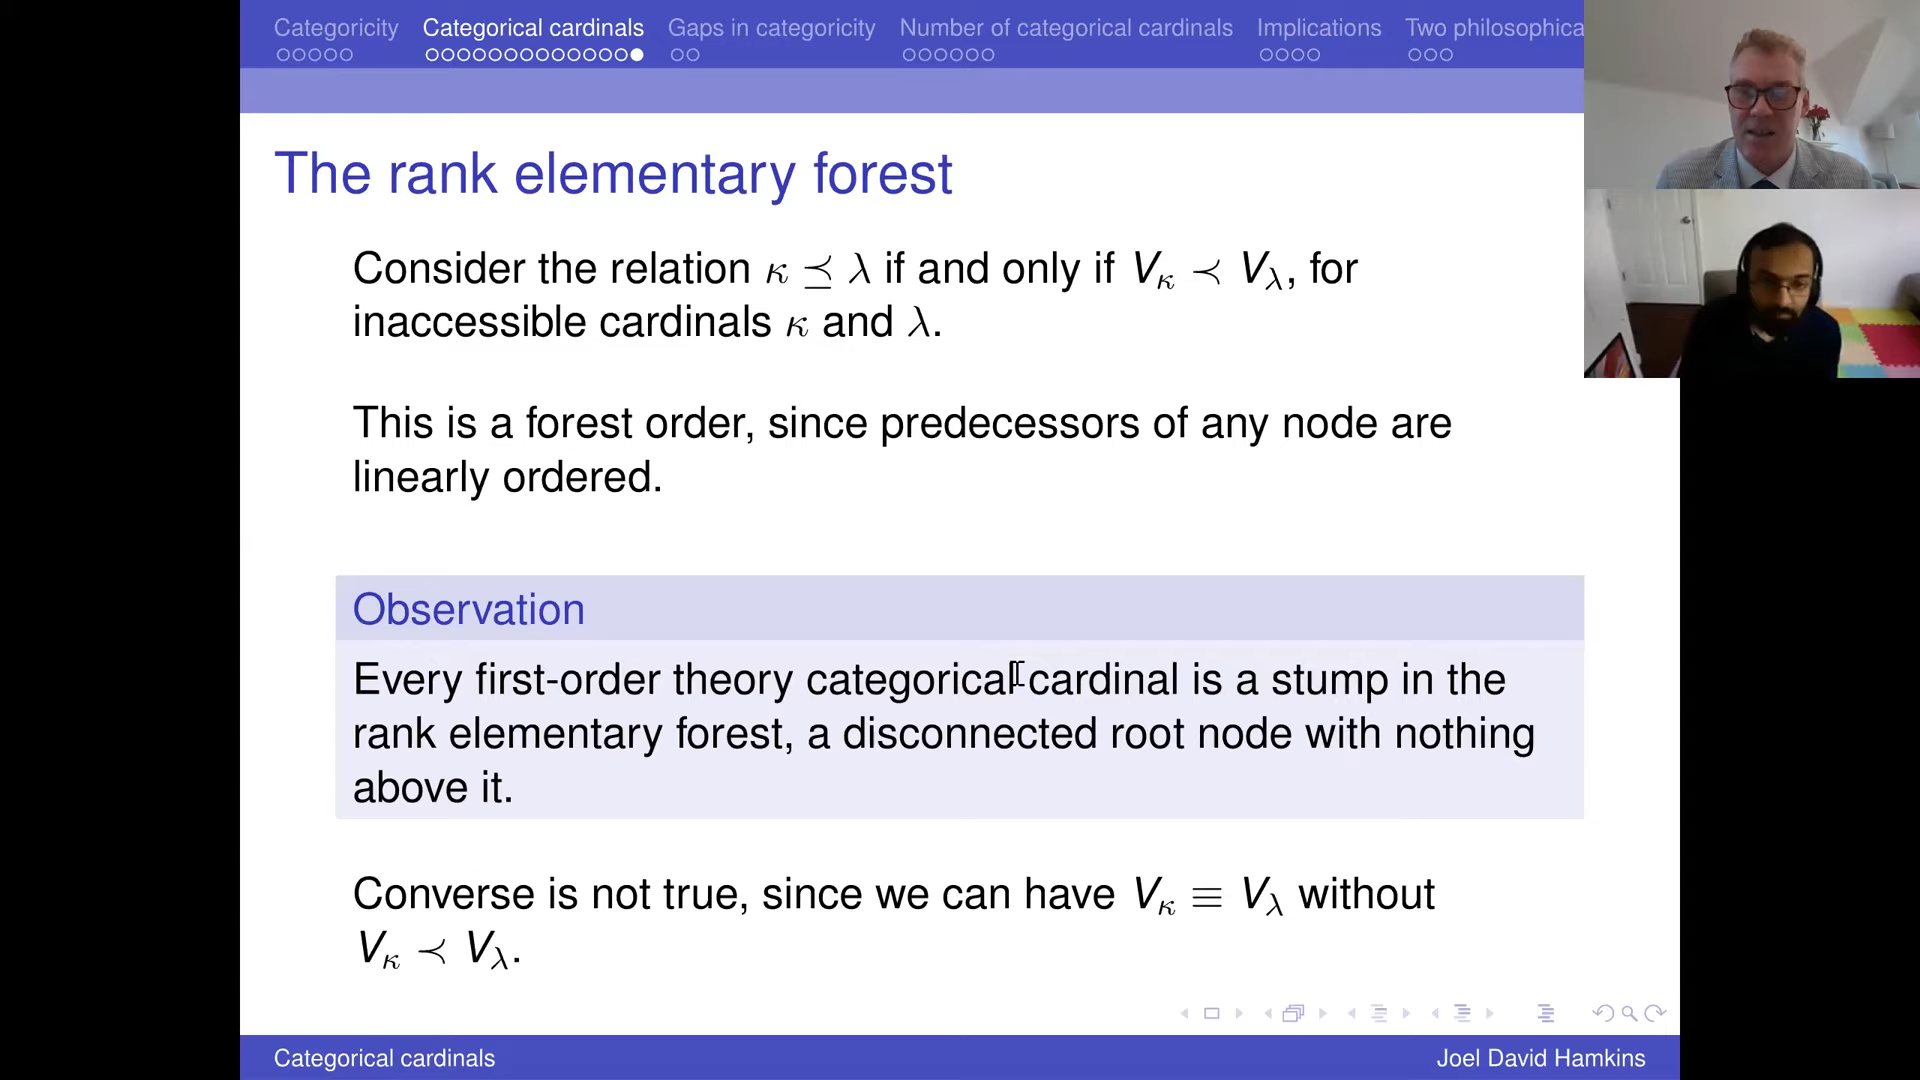 Categoricity Categorical cardinals Gaps in categoricity Number of categorical cardinals Implications Two philosophica
The rank elementary forest
Consider the relation κ ⪯ λ if and only if V_κ ≺ V_λ, for
inaccessible cardinals κ and λ.
This is a forest order, since predecessors of any node are
linearly ordered.
Observation
Every first-order theory categorical cardinal is a stump in the
rank elementary forest, a disconnected root node with nothing
above it.
Converse is not true, since we can have V_κ ≡ V_λ without
V_κ ≺ V_λ.
Categorical cardinals Joel David Hamkins